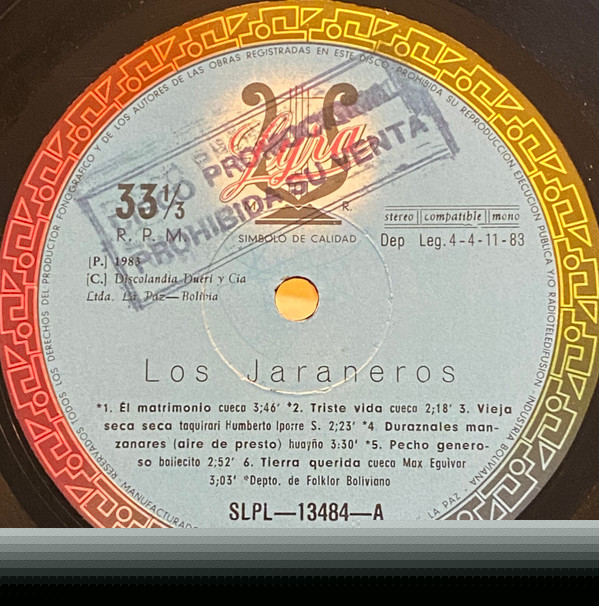 TODOS LOS DERECHOS DEL PRODUCTOR FONOGRAFICO Y DE LOS AUTORES DE LAS OBRAS REGISTRADAS EN ESTE DISCO - PROHIBIDA SU REPRODUCCION EXECUCION PUBLICA Y/O RADIOTELEDIFUSION - INDUSTRIA BOLIVIANA
LA PAZ -
RESERVADOS -
MANUFACTURADO
Lyra
PROHIBIDA SU VENTA
33 1/3
R. P. M.
R.
SIMBOLO DE CALIDAD
stereo || compatible || mono
Dep Leg. 4-4-11-83
[P.] 1983
[C.] Discolandia Dueri y Cia
Ltda. La Paz—Bolivia
Los Jaraneros
*1. El matrimonio cueca 3;46' *2. Triste vida cueca 2;18' 3. Vieja
seca seca taquirari Humberto Iporre S. 2;23' *4. Duraznales man-
zanares (aire de presto) huayño 3:30' *5. Pecho genero-
so bailecito 2;52' 6. Tierra querida cueca Max Eguivar
3;03' *Depto. de Folklor Boliviano
SLPL—13484—A